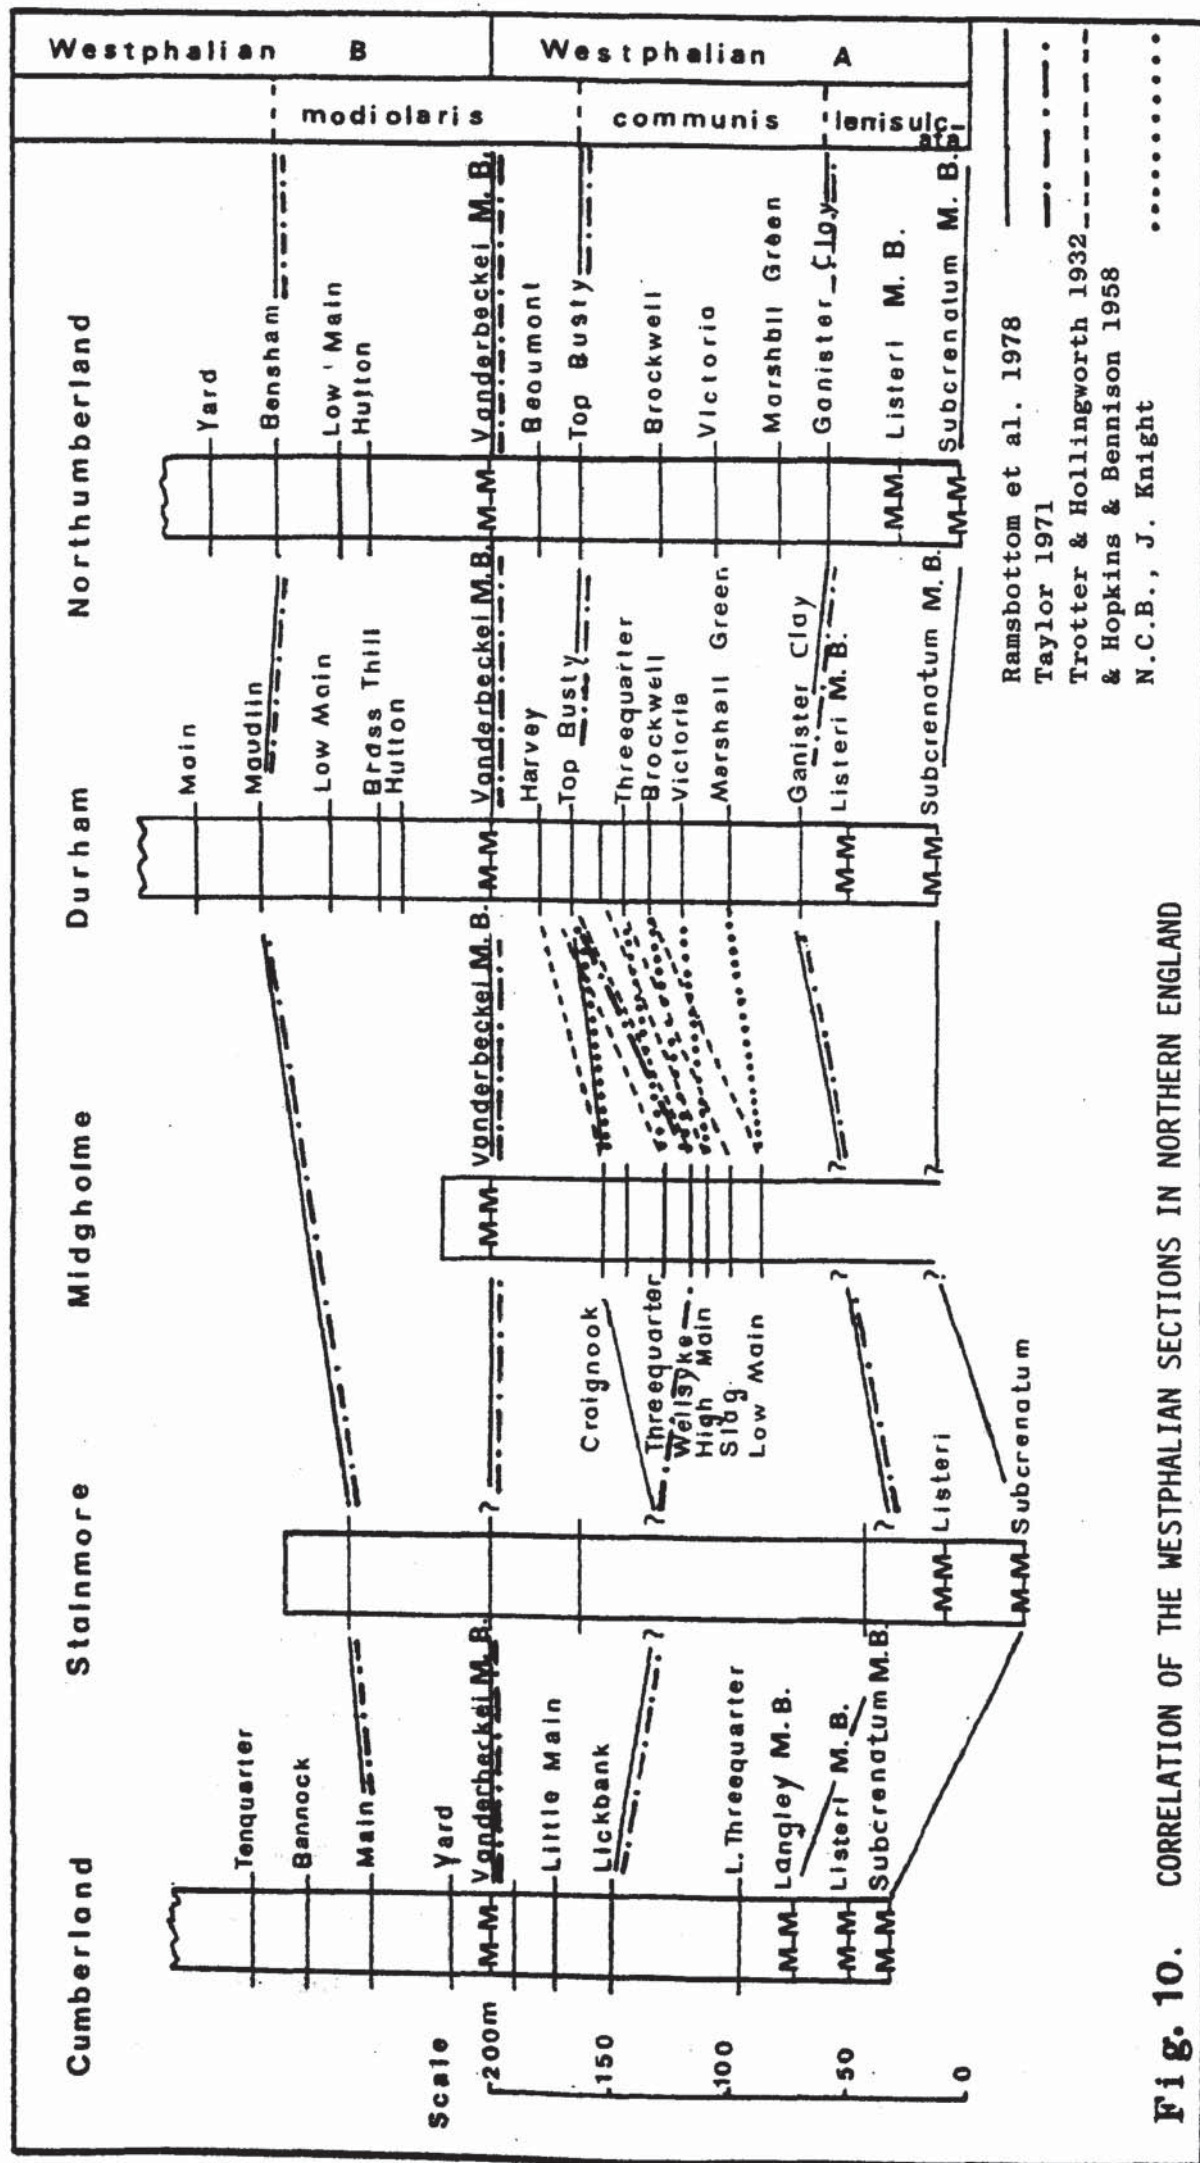 Cumberland
Stainmore
Midgholme
Durham
Northumberland
Westphalian B
Westphalian A
modiolaris
communis
lenisulc-
ata
Scale
200m
150
100
50
0
Tenquarter
Bannock
Main
Yard
Vanderbeckei M. B.
Little Main
Lickbank
L. Threequarter
Langley M. B.
Listeri M. B.
Subcrenatum M.B.
M-M
M-M
M-M
M-M
?
?
?
?
Listeri
Subcrenatum
M-M
M-M
Craignook
Threequarter
Wellsyke
High Main
Slag
Low Main
?
?
M-M
Vanderbeckei M. B.
?
?
Main
Maudlin
Low Main
Brass Thill
Hutton
Vanderbeckei M.B.
Harvey
Top Busty
Threequarter
Brockwell
Victoria
Marshall Green
Ganister Clay
Listeri M. B.
Subcrenatum M.B.
M-M
M-M
M-M
Yard
Bensham
Low ' Main
Hutton
Vanderbeckei M. B.
Beaumont
Top Busty
Brockwell
Victoria
Marshall Green
Ganister Clay
Listeri M. B.
Subcrenatum M. B.
M-M
M-M
M-M
Ramsbottom et al. 1978
Taylor 1971
Trotter & Hollingworth 1932
& Hopkins & Bennison 1958
N.C.B., J. Knight
Fig. 10. CORRELATION OF THE WESTPHALIAN SECTIONS IN NORTHERN ENGLAND